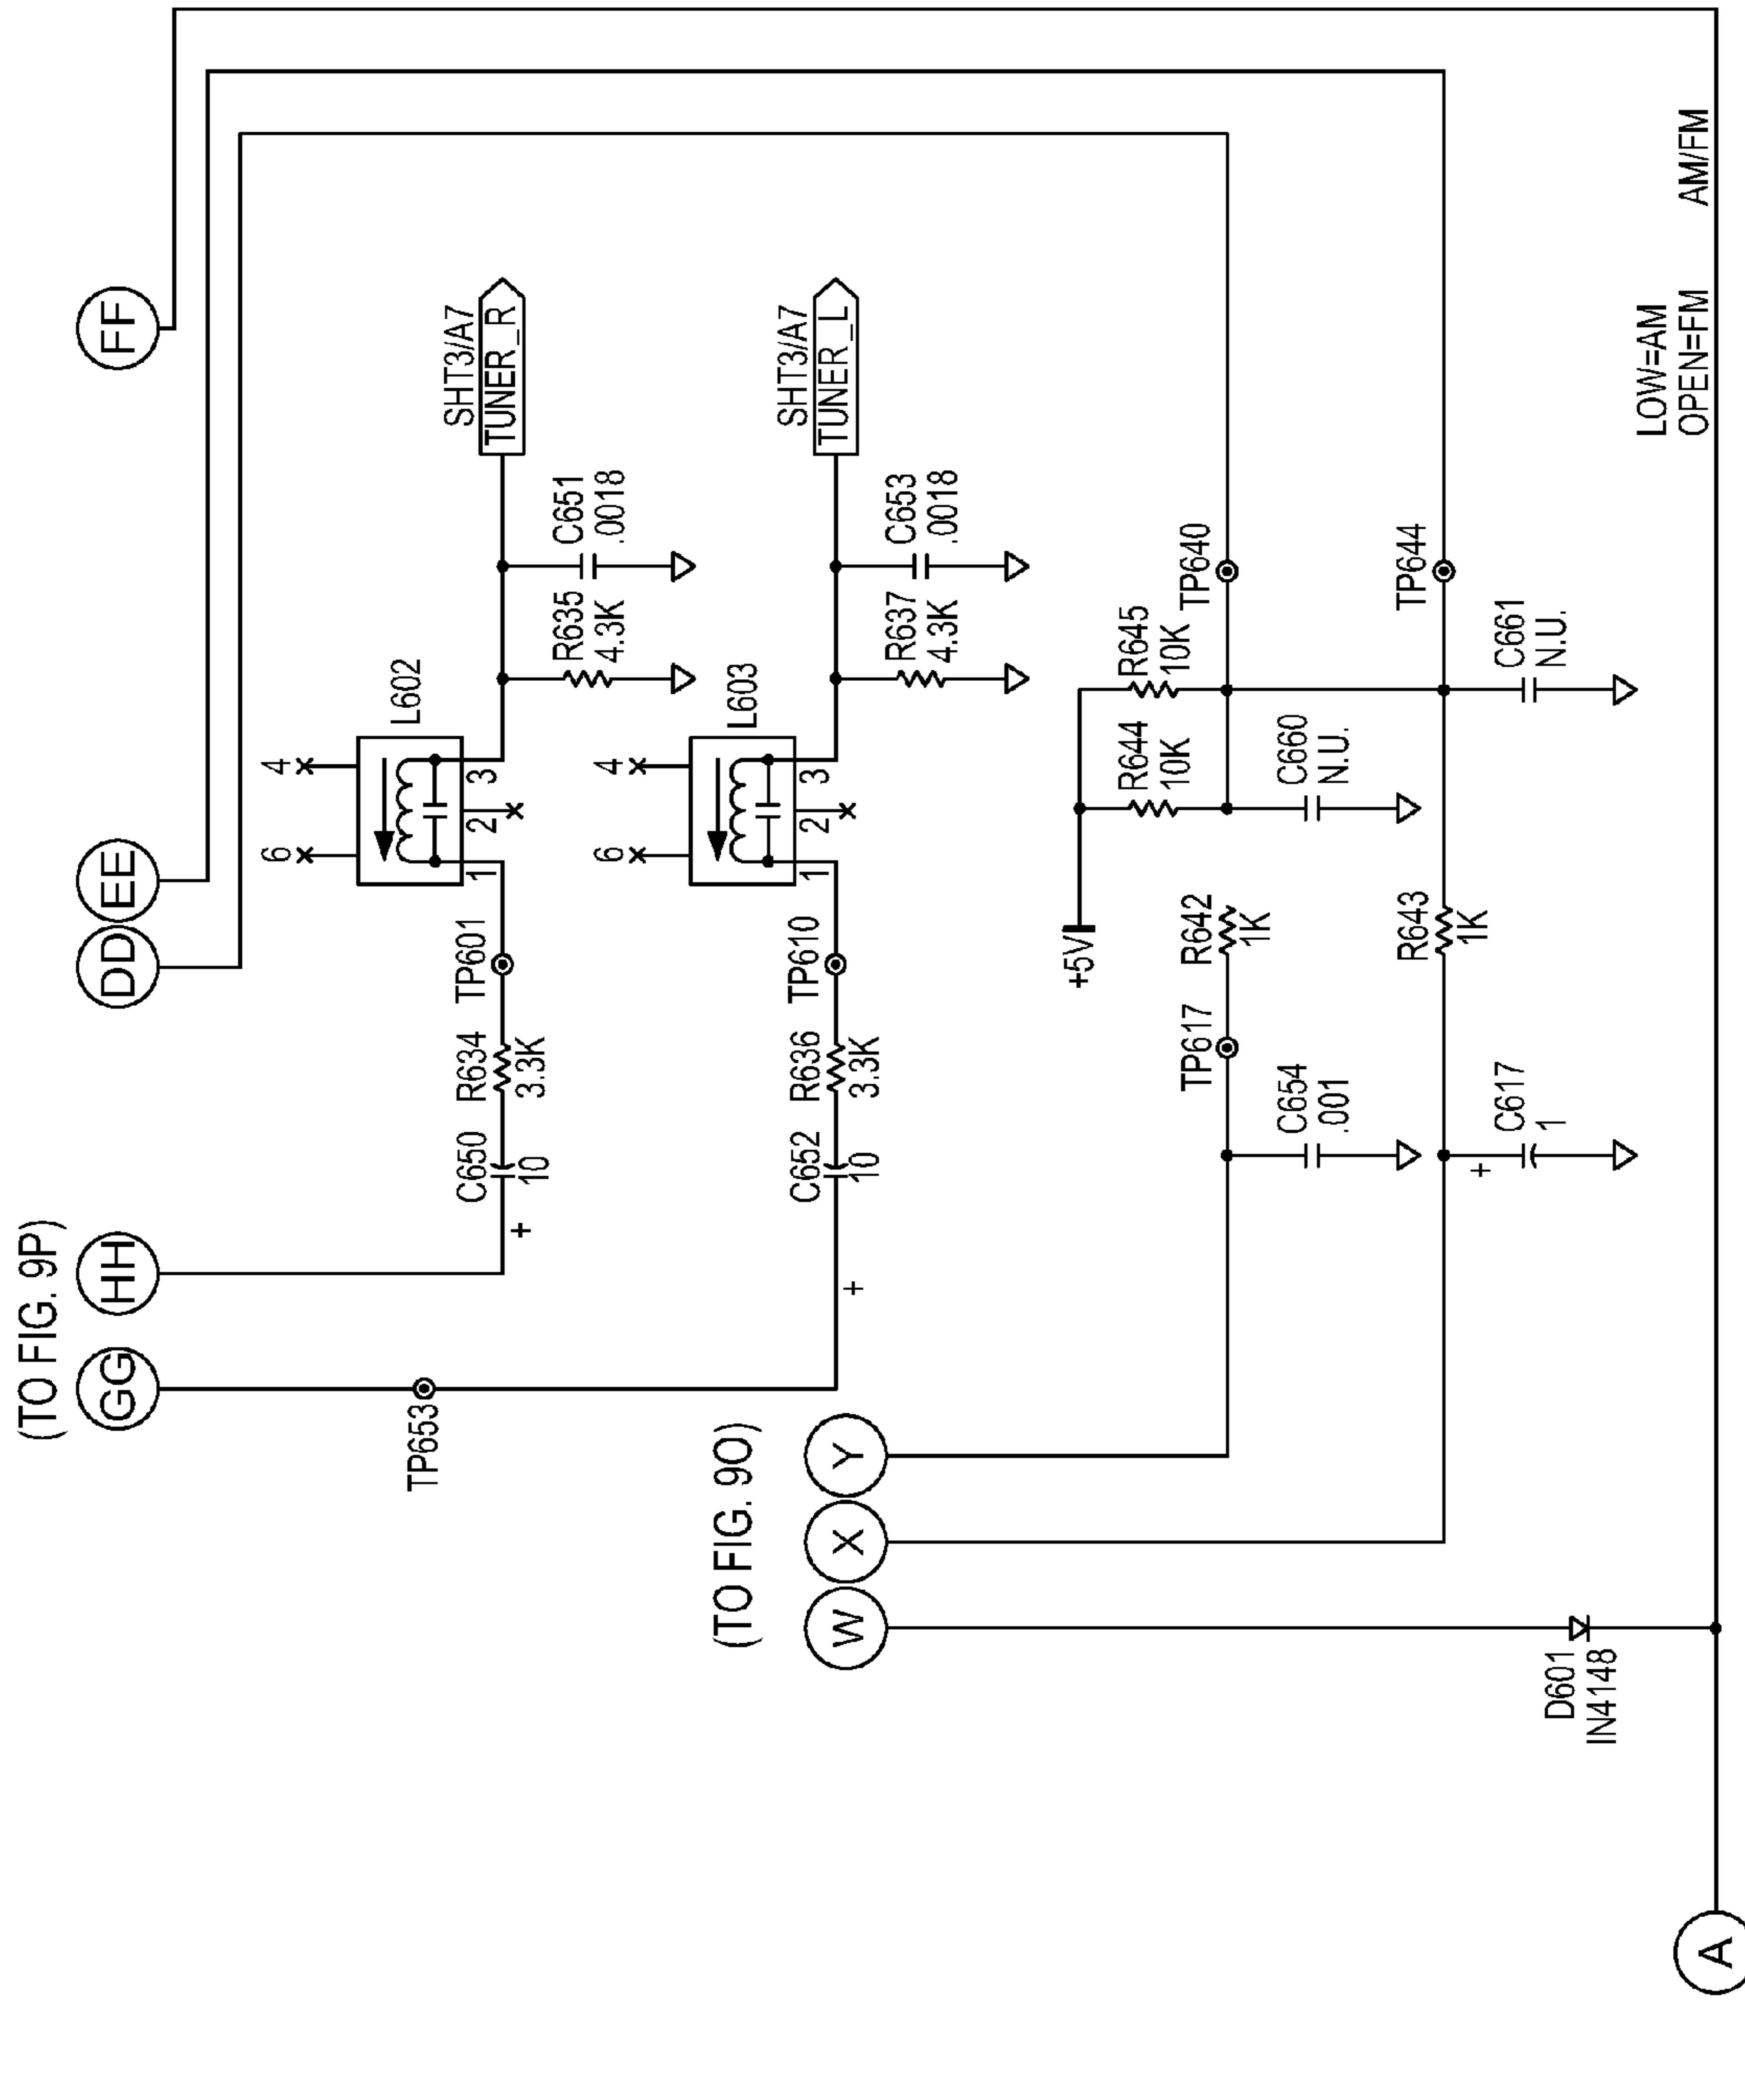 (TO FIG. 9P)
GG
HH
DD
EE
FF
TP653
C650
10
+
R634
3.3K
TP601
6
4
L602
1
2
3
R635
4.3K
C651
.0018
SHT3/A7
TUNER_R
C652
10
+
R636
3.3K
TP610
6
4
L603
1
2
3
R637
4.3K
C653
.0018
SHT3/A7
TUNER_L
(TO FIG. 9O)
W
X
Y
+5V
R644
10K
R645
10K
TP617
R642
1K
TP640
C654
.001
C660
N.U.
R643
1K
TP644
+
C617
1
C661
N.U.
D601
IN4148
LOW=AM
OPEN=FM
AM/FM
A